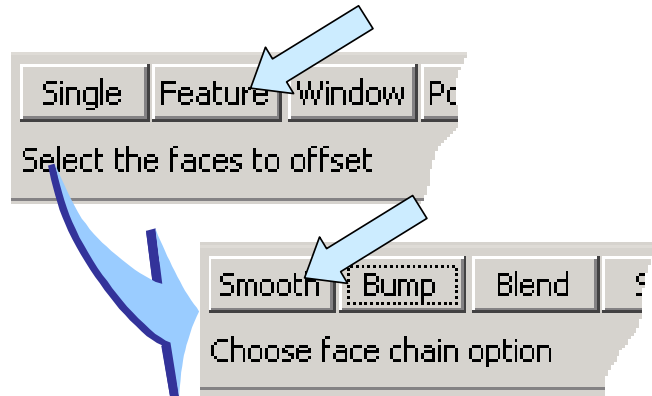 Single Feature Window
Select the faces to offset
Smooth Bump Blend
Choose face chain option